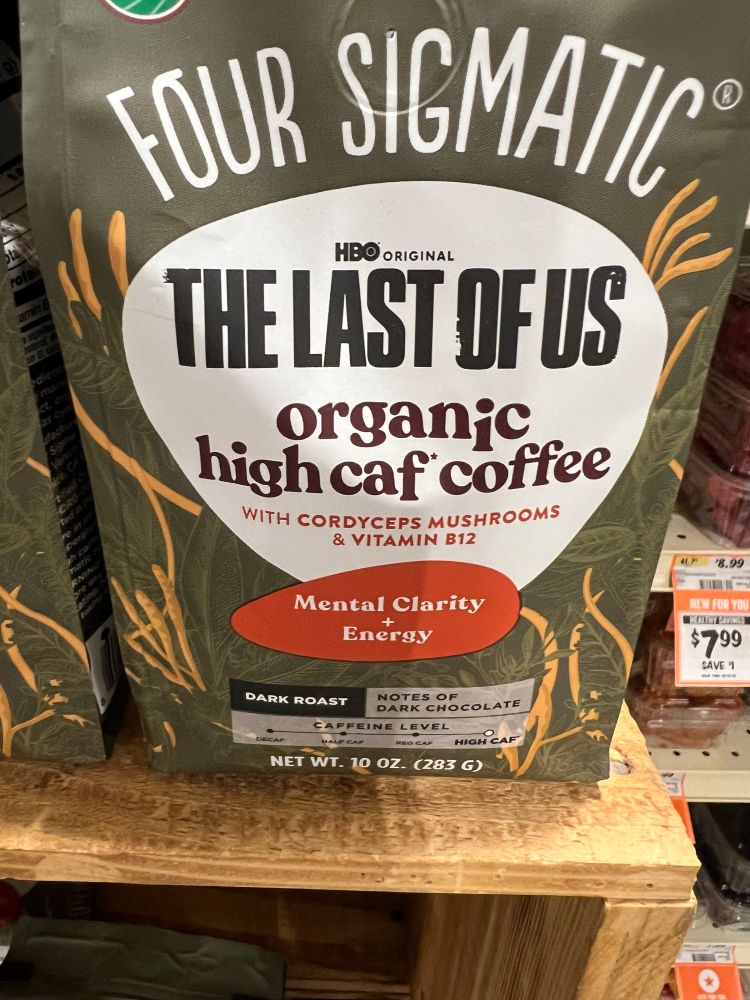 FOUR SIGMATIC®
HBO ORIGINAL
THE LAST OF US
organic
high caf* coffee
WITH CORDYCEPS MUSHROOMS
& VITAMIN B12
Mental Clarity
+
Energy
DARK ROAST
NOTES OF
DARK CHOCOLATE
CAFFEINE LEVEL
DECAF HALF CAF REG CAF HIGH CAF*
NET WT. 10 OZ. (283 G)
$8.99
NEW FOR YOU
HEALTHY SAVINGS
$7.99
SAVE $1